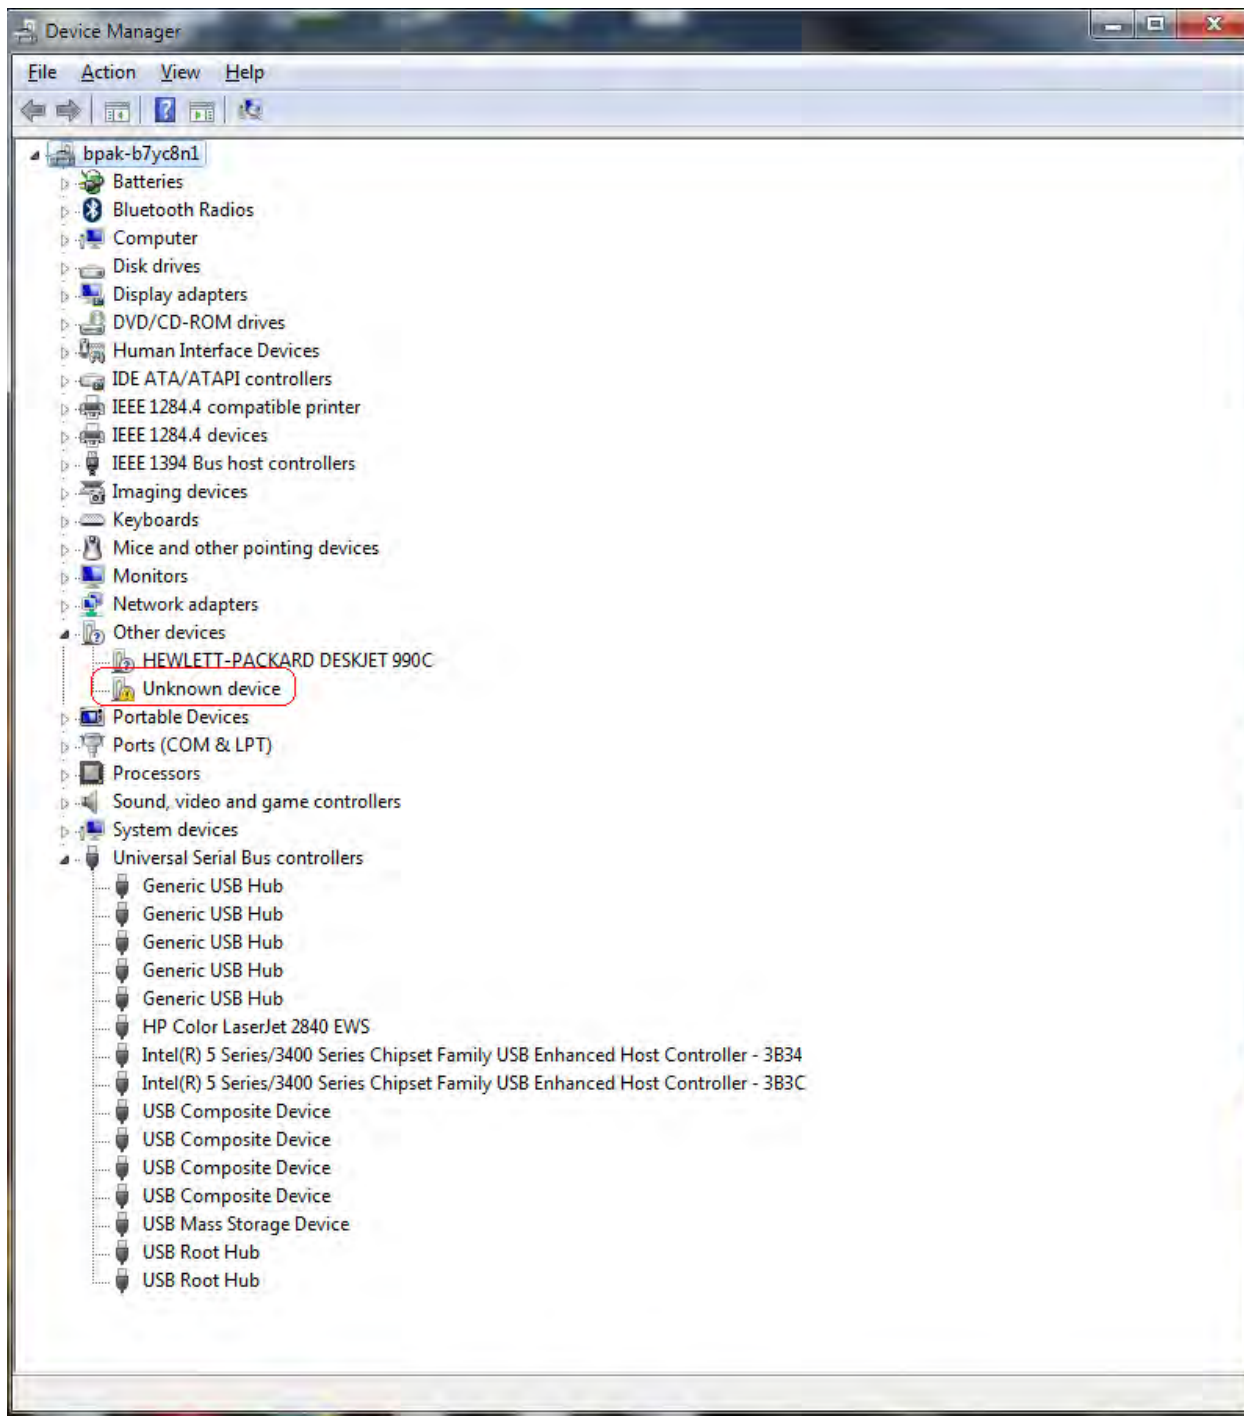 Device Manager
File Action View Help
bpak-b7yc8n1
Batteries
Bluetooth Radios
Computer
Disk drives
Display adapters
DVD/CD-ROM drives
Human Interface Devices
IDE ATA/ATAPI controllers
IEEE 1284.4 compatible printer
IEEE 1284.4 devices
IEEE 1394 Bus host controllers
Imaging devices
Keyboards
Mice and other pointing devices
Monitors
Network adapters
Other devices
HEWLETT-PACKARD DESKJET 990C
Unknown device
Portable Devices
Ports (COM & LPT)
Processors
Sound, video and game controllers
System devices
Universal Serial Bus controllers
Generic USB Hub
Generic USB Hub
Generic USB Hub
Generic USB Hub
Generic USB Hub
HP Color LaserJet 2840 EWS
Intel(R) 5 Series/3400 Series Chipset Family USB Enhanced Host Controller - 3B34
Intel(R) 5 Series/3400 Series Chipset Family USB Enhanced Host Controller - 3B3C
USB Composite Device
USB Composite Device
USB Composite Device
USB Composite Device
USB Mass Storage Device
USB Root Hub
USB Root Hub